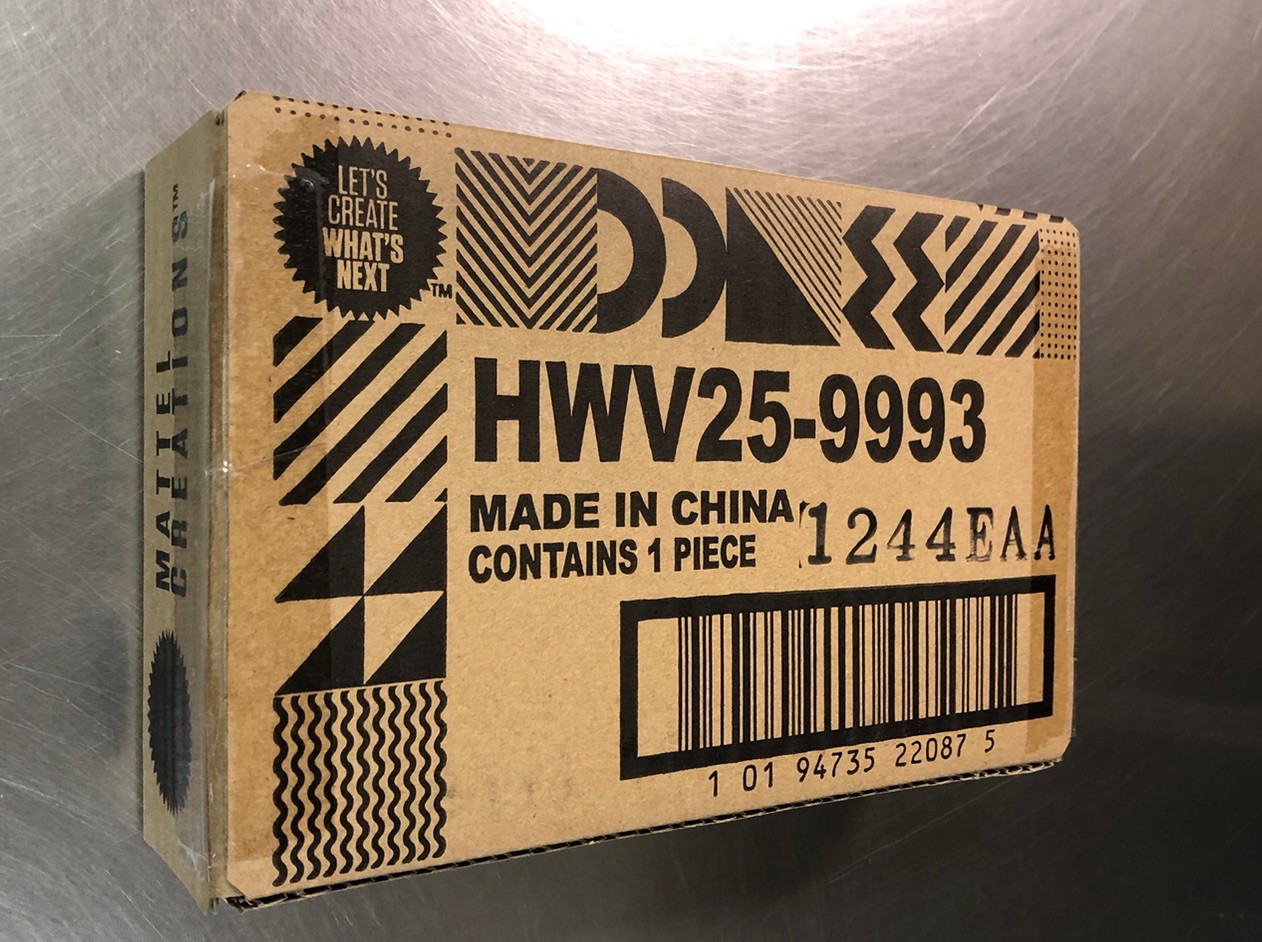 MATTEL
CREATIONS™
LET'S
CREATE
WHAT'S
NEXT
TM
HWV25-9993
MADE IN CHINA
CONTAINS 1 PIECE
1244EAA
1 01 94735 22087 5